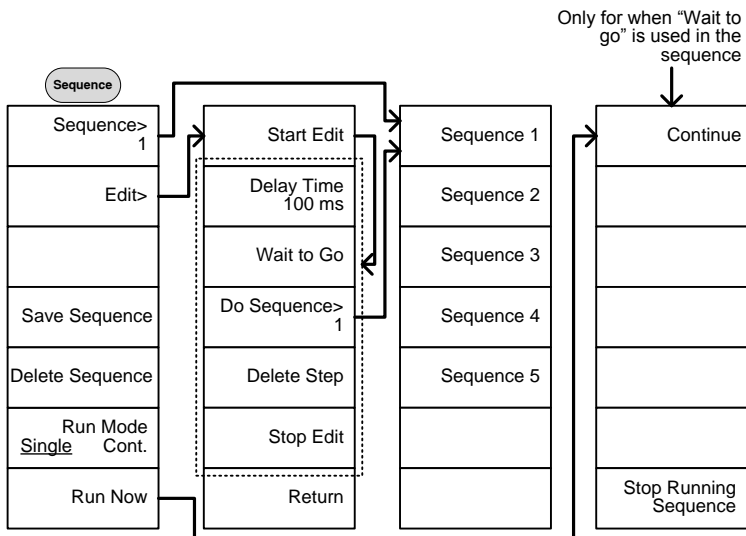 Only for when “Wait to
go” is used in the
sequence
Sequence
Sequence>
1
Edit>
Save Sequence
Delete Sequence
Run Mode
Single Cont.
Run Now
Start Edit
Delay Time
100 ms
Wait to Go
Do Sequence>
1
Delete Step
Stop Edit
Return
Sequence 1
Sequence 2
Sequence 3
Sequence 4
Sequence 5
Continue
Stop Running
Sequence